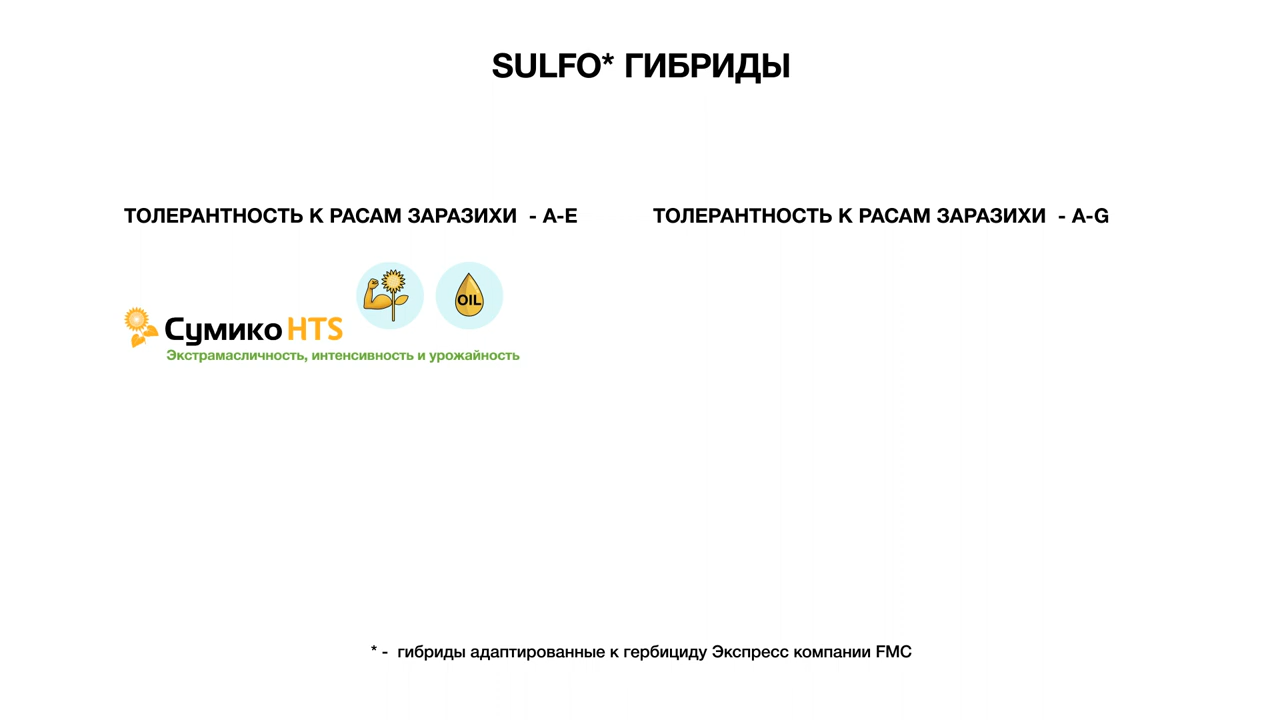 SULFO* ГИБРИДЫ
ТОЛЕРАНТНОСТЬ К РАСАМ ЗАРАЗИХИ - A-E
ТОЛЕРАНТНОСТЬ К РАСАМ ЗАРАЗИХИ - A-G
OIL
Сумико HTS
Экстрамасличность, интенсивность и урожайность
* - гибриды адаптированные к гербициду Экспресс компании FMC